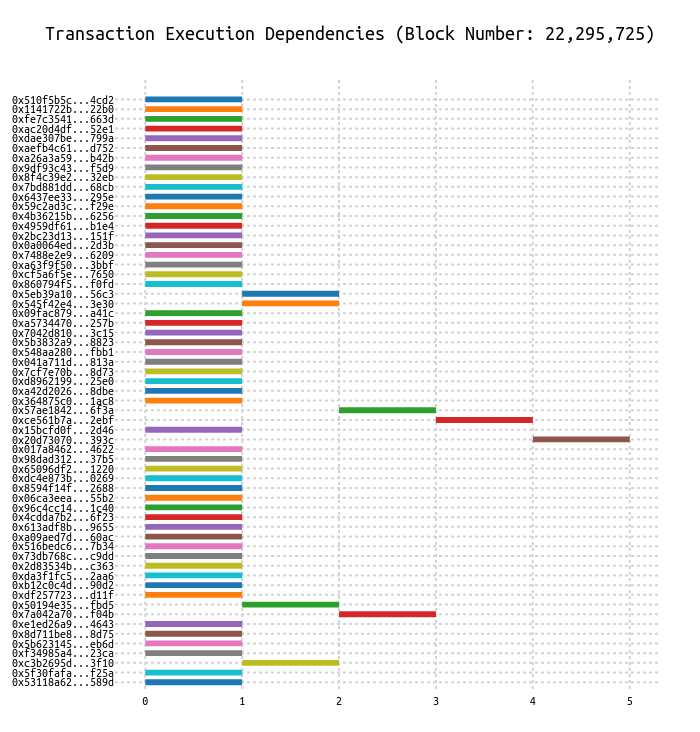 Transaction Execution Dependencies (Block Number: 22,295,725)
0x510f5b5c...4cd2
0x1141722b...22b0
0xfe7c3541...663d
0xac20d4df...52e1
0xdae307be...799a
0xaefb4c61...d752
0xa26a3a59...b42b
0x9df93c43...f5d9
0x8f4c39e2...32eb
0x7bd881dd...68cb
0x6437ee33...295e
0x59c2ad3c...f29e
0x4b36215b...6256
0x4959df61...b1e4
0x2bc23d13...151f
0x0a0064ed...2d3b
0x7488e2e9...6209
0xa63f9f50...3bbf
0xcf5a6f5e...7650
0x860794f5...f0fd
0x5eb39a10...56c3
0x545f42e4...3e30
0x09fac879...a41c
0xa5734470...257b
0x7042d810...3c15
0x5b3832a9...8823
0x548aa280...fbb1
0x041a711d...813a
0x7cf7e70b...8d73
0xd8962199...25e0
0xa42d2026...8dbe
0x364875c0...1ac8
0x57ae1842...6f3a
0xce561b7a...2ebf
0x15bcfd0f...2d46
0x20d73070...393c
0x017a8462...4622
0x98dad312...37b5
0x65096df2...1220
0xdc4e873b...0269
0x8594f14f...2688
0x06ca3eea...55b2
0x96c4cc14...1c40
0x4cdda7b2...6f23
0x613adf8b...9655
0xa09aed7d...60ac
0x516bedc6...7b34
0x73db768c...c9dd
0x2d83534b...c363
0xda3f1fc5...2aa6
0xb12c0c4d...90d2
0xdf257723...d11f
0x50194e35...fbd5
0x7a042a70...f04b
0xe1ed26a9...4643
0x8d711be8...8d75
0x5b623145...eb6d
0xf34985a4...23ca
0xc3b2695d...3f10
0x5f30fafa...f25a
0x53118a62...589d
0 1 2 3 4 5